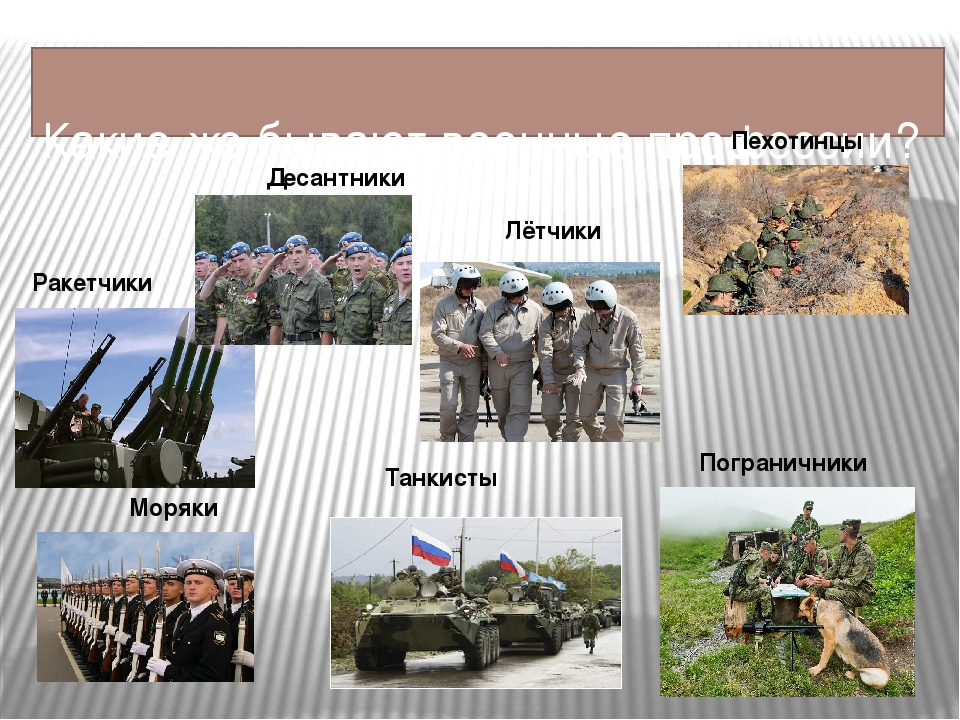 Какие же бывают военные профессии?
Пехотинцы
Десантники
Лётчики
Ракетчики
Пограничники
Танкисты
Моряки